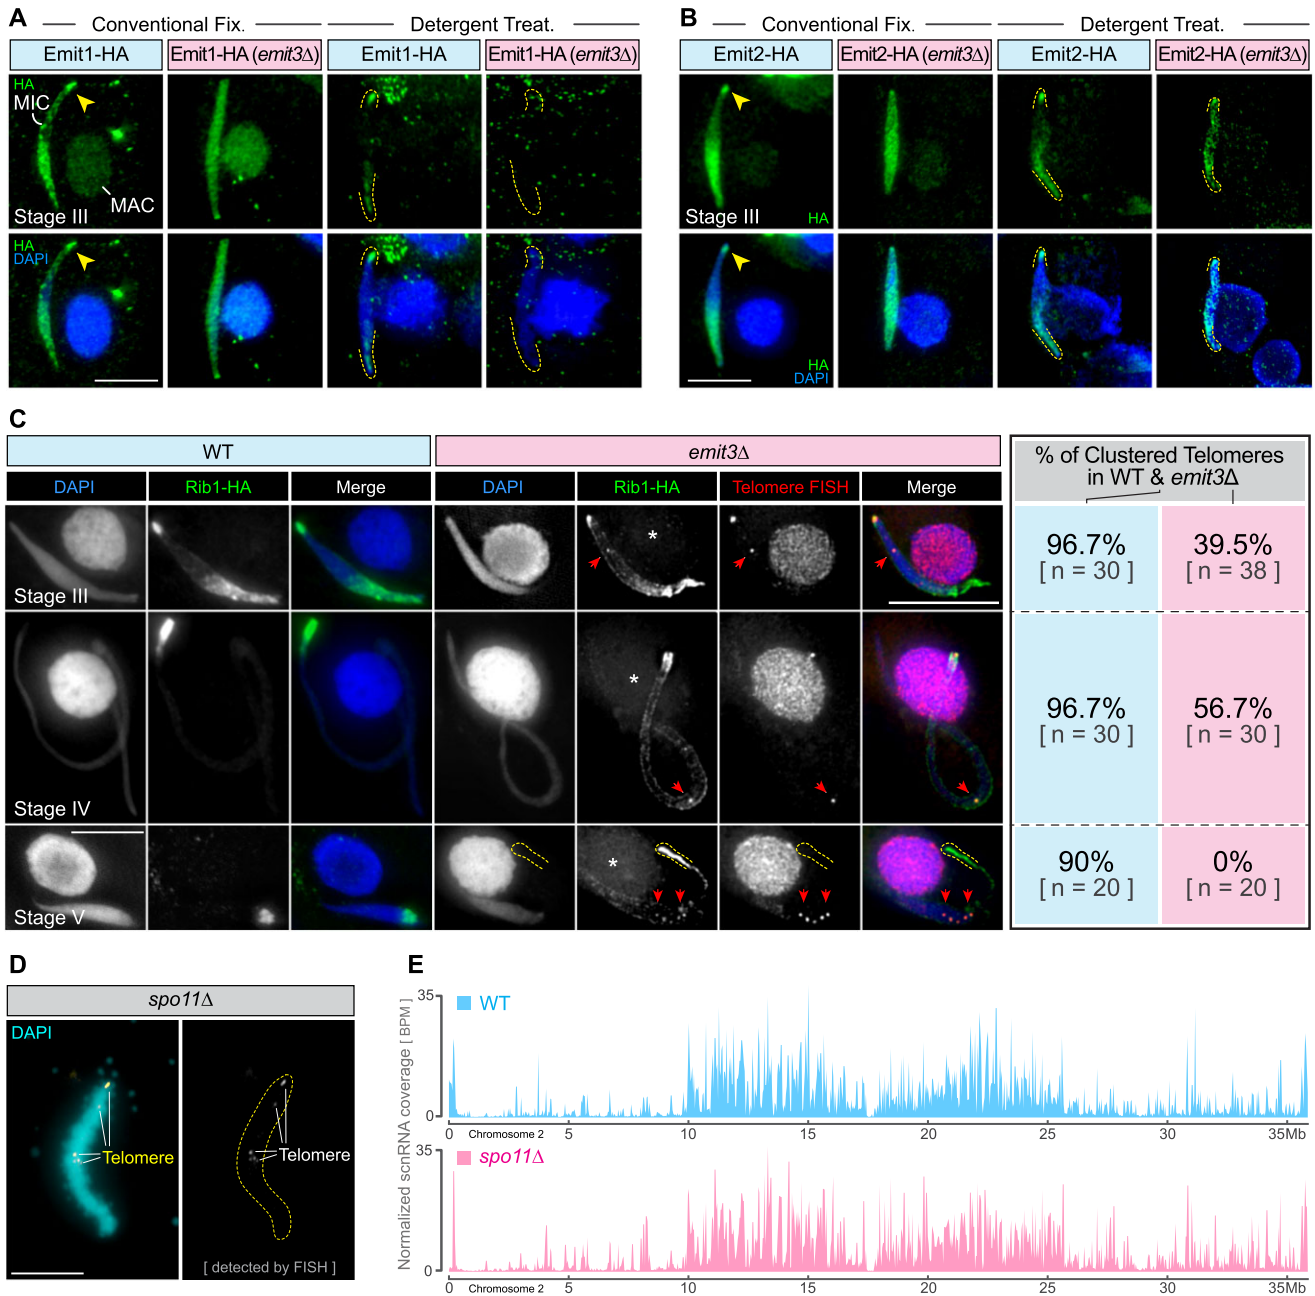 A
Conventional Fix.
Detergent Treat.
Emit1-HA
Emit1-HA (emit3Δ)
Emit1-HA
Emit1-HA (emit3Δ)
HA
MIC
MAC
Stage III
HA
DAPI
B
Conventional Fix.
Detergent Treat.
Emit2-HA
Emit2-HA (emit3Δ)
Emit2-HA
Emit2-HA (emit3Δ)
Stage III
HA
HA
DAPI
C
WT
emit3Δ
DAPI
Rib1-HA
Merge
DAPI
Rib1-HA
Telomere FISH
Merge
% of Clustered Telomeres
in WT & emit3Δ
Stage III
*
96.7%
[ n = 30 ]
39.5%
[ n = 38 ]
Stage IV
*
96.7%
[ n = 30 ]
56.7%
[ n = 30 ]
Stage V
*
90%
[ n = 20 ]
0%
[ n = 20 ]
D
spo11Δ
DAPI
Telomere
Telomere
[ detected by FISH ]
E
Normalized scnRNA coverage [ BPM ]
35
WT
0
0 Chromosome 2 5 10 15 20 25 30 35Mb
35
spo11Δ
0
0 Chromosome 2 5 10 15 20 25 30 35Mb